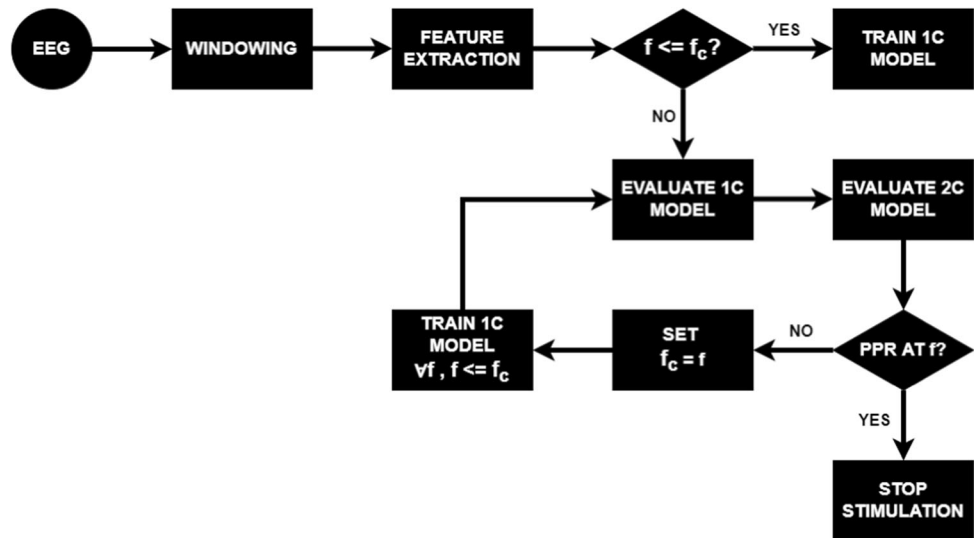 EEG
WINDOWING
FEATURE
EXTRACTION
f <= fc?
YES
TRAIN 1C
MODEL
NO
EVALUATE 1C
MODEL
EVALUATE 2C
MODEL
TRAIN 1C
MODEL
∀f , f <= fc
SET
fc = f
NO
PPR AT f?
YES
STOP
STIMULATION